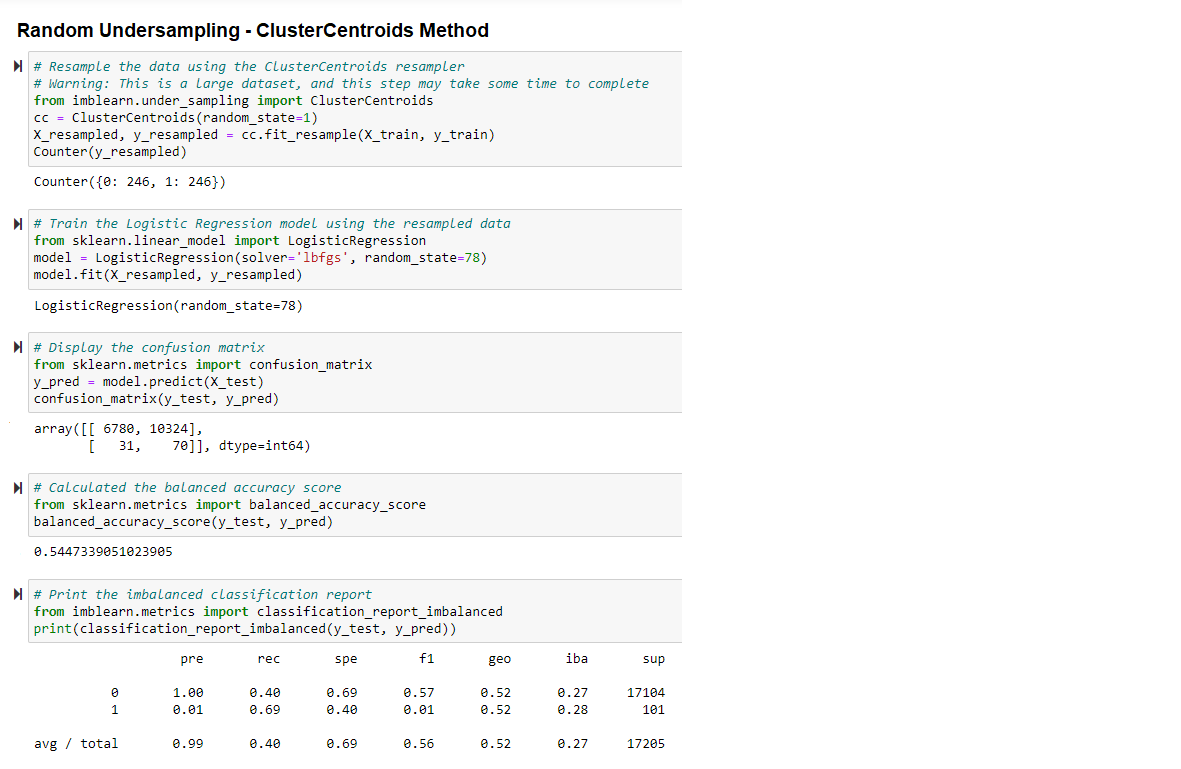 Random Undersampling - ClusterCentroids Method
# Resample the data using the ClusterCentroids resampler
# Warning: This is a large dataset, and this step may take some time to complete
from imblearn.under_sampling import ClusterCentroids
cc = ClusterCentroids(random_state=1)
X_resampled, y_resampled = cc.fit_resample(X_train, y_train)
Counter(y_resampled)
Counter({0: 246, 1: 246})
# Train the Logistic Regression model using the resampled data
from sklearn.linear_model import LogisticRegression
model = LogisticRegression(solver='lbfgs', random_state=78)
model.fit(X_resampled, y_resampled)
LogisticRegression(random_state=78)
# Display the confusion matrix
from sklearn.metrics import confusion_matrix
y_pred = model.predict(X_test)
confusion_matrix(y_test, y_pred)
array([[ 6780, 10324],
       [   31,    70]], dtype=int64)
# Calculated the balanced accuracy score
from sklearn.metrics import balanced_accuracy_score
balanced_accuracy_score(y_test, y_pred)
0.5447339051023905
# Print the imbalanced classification report
from imblearn.metrics import classification_report_imbalanced
print(classification_report_imbalanced(y_test, y_pred))
pre rec spe f1 geo iba sup
0 1.00 0.40 0.69 0.57 0.52 0.27 17104
1 0.01 0.69 0.40 0.01 0.52 0.28 101
avg / total 0.99 0.40 0.69 0.56 0.52 0.27 17205